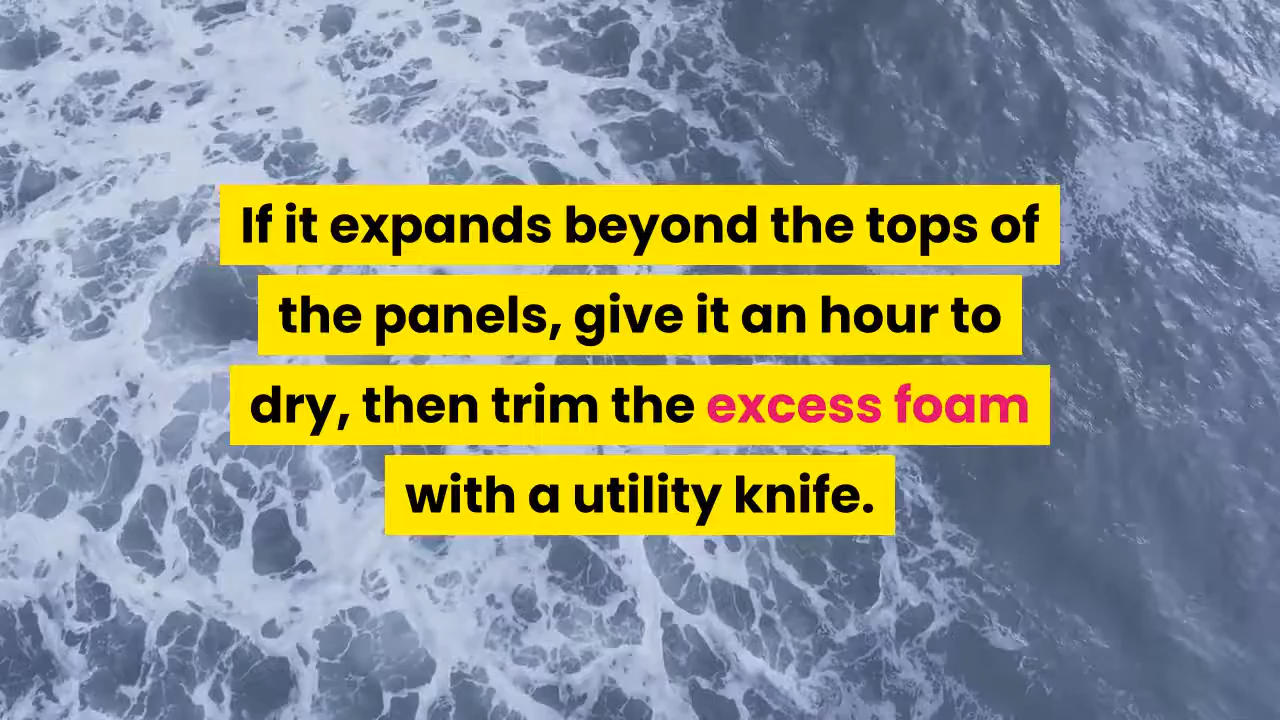 If it expands beyond the tops of
the panels, give it an hour to
dry, then trim the excess foam
with a utility knife.